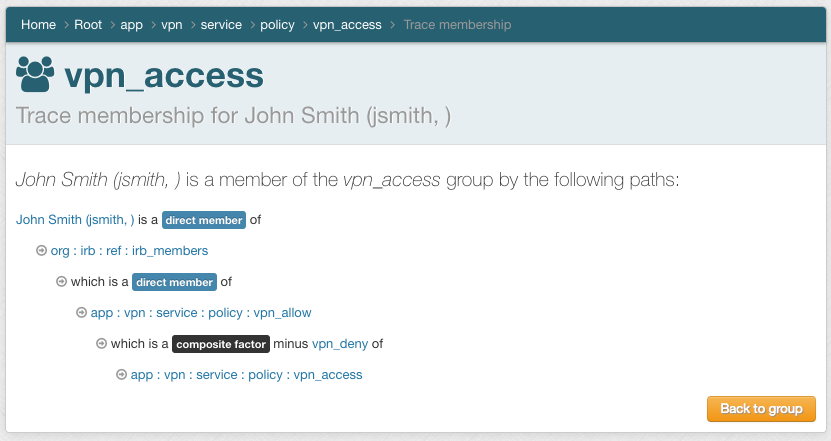 Home > Root > app > vpn > service > policy > vpn_access > Trace membership
vpn_access
Trace membership for John Smith (jsmith, )
John Smith (jsmith, ) is a member of the vpn_access group by the following paths:
John Smith (jsmith, ) is a direct member of
org : irb : ref : irb_members
which is a direct member of
app : vpn : service : policy : vpn_allow
which is a composite factor minus vpn_deny of
app : vpn : service : policy : vpn_access
Back to group